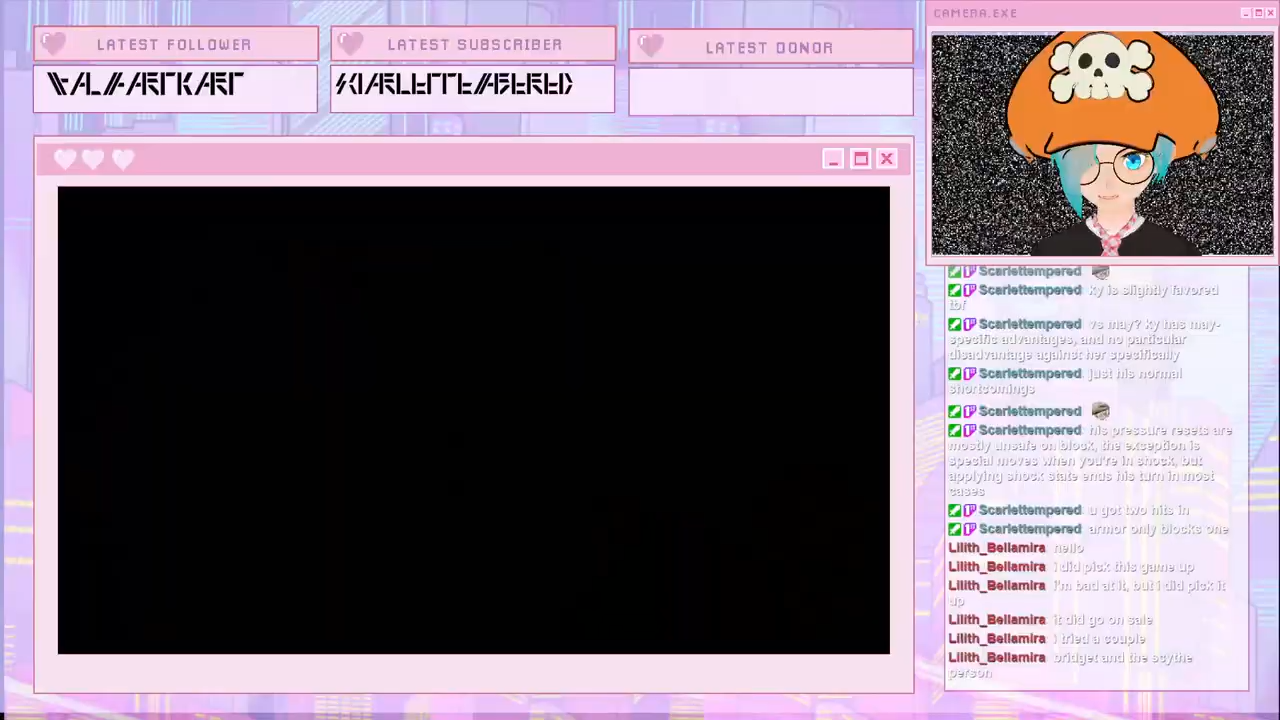 LATEST FOLLOWER
LATEST SUBSCRIBER
LATEST DONOR
CAMERA.EXE
Scarlettempered
Scarlettempered ky is slightly favored
tbf
Scarlettempered vs may? ky has may-
specific advantages, and no particular
disadvantage against her specifically
Scarlettempered just his normal
shortcomings
Scarlettempered
Scarlettempered his pressure resets are
mostly unsafe on block, the exception is
special moves when you're in shock, but
applying shock state ends his turn in most
cases
Scarlettempered u got two hits in
Scarlettempered armor only blocks one
Lilith_Bellamira hello
Lilith_Bellamira i did pick this game up
Lilith_Bellamira i'm bad at it, but i did pick it
up
Lilith_Bellamira it did go on sale
Lilith_Bellamira i tried a couple
Lilith_Bellamira bridget and the scythe
person